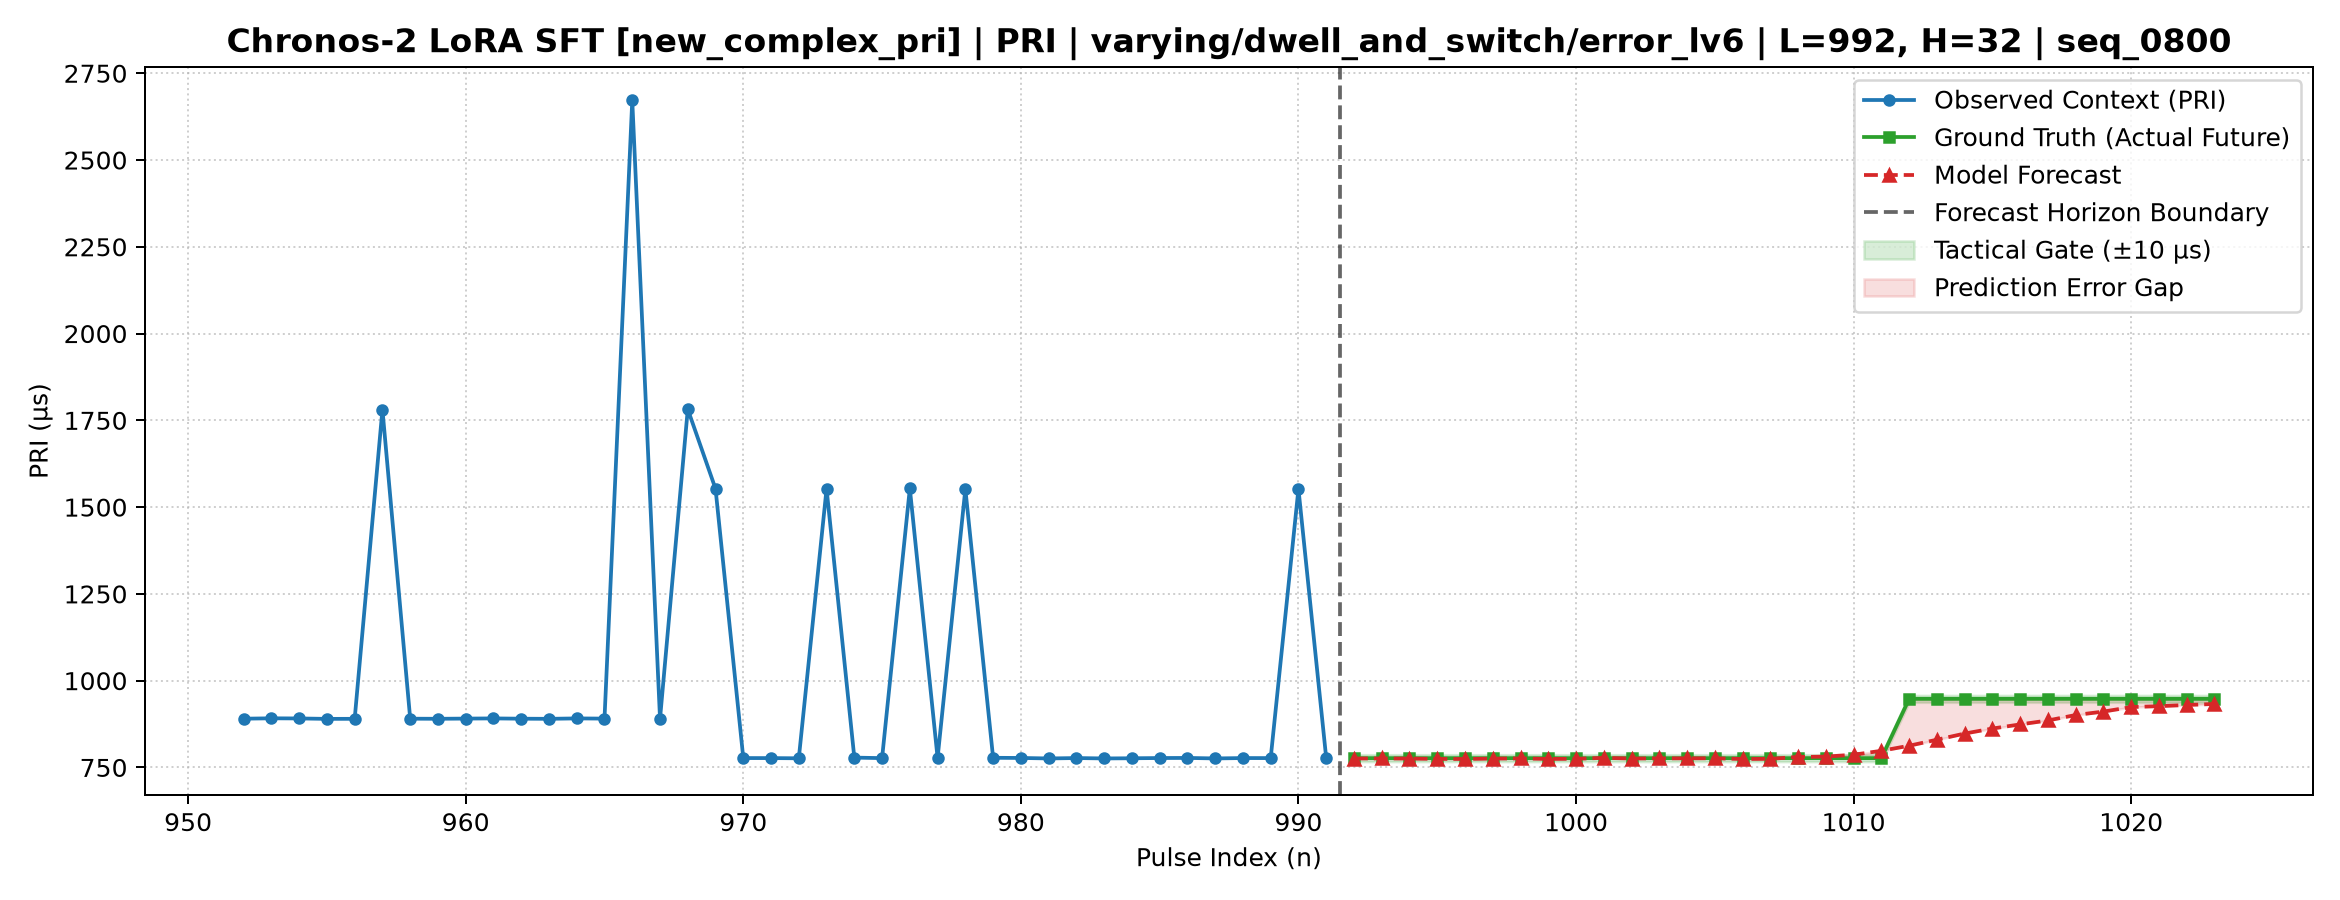 Chronos-2 LoRA SFT [new_complex_pri] | PRI | varying/dwell_and_switch/error_lv6 | L=992, H=32 | seq_0800
PRI (µs)
2750
2500
2250
2000
1750
1500
1250
1000
750
Observed Context (PRI)
Ground Truth (Actual Future)
Model Forecast
Forecast Horizon Boundary
Tactical Gate (±10 µs)
Prediction Error Gap
950
960
970
980
990
1000
1010
1020
Pulse Index (n)